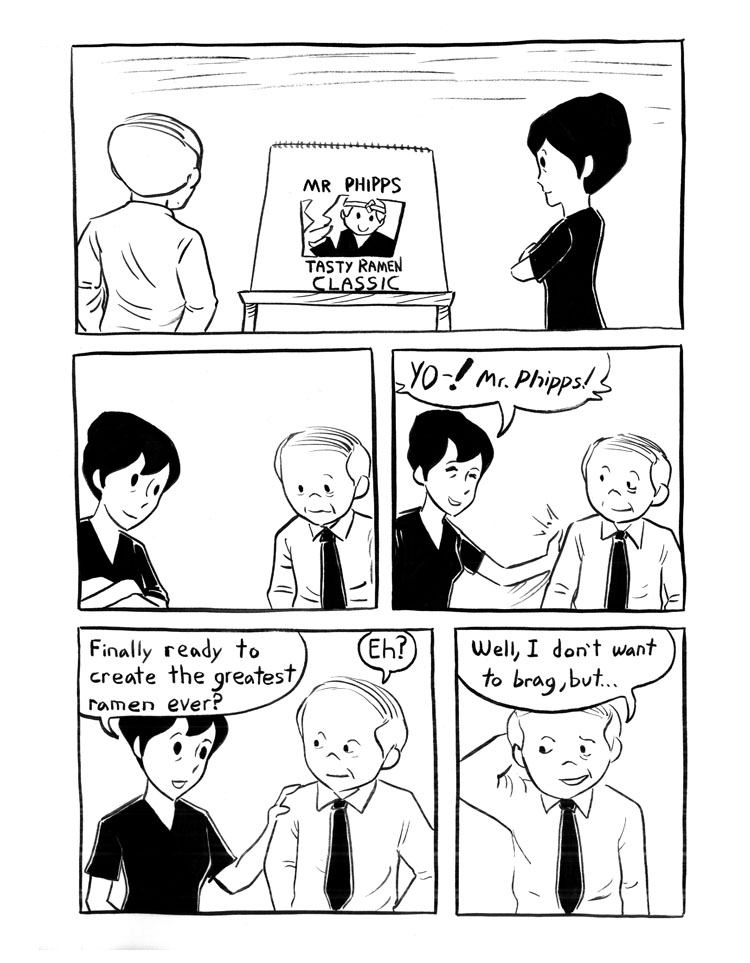 MR PHIPPS
TASTY RAMEN
CLASSIC
YO-! Mr. Phipps!
Finally ready to
create the greatest
ramen ever?
Eh?
Well, I don't want
to brag, but...